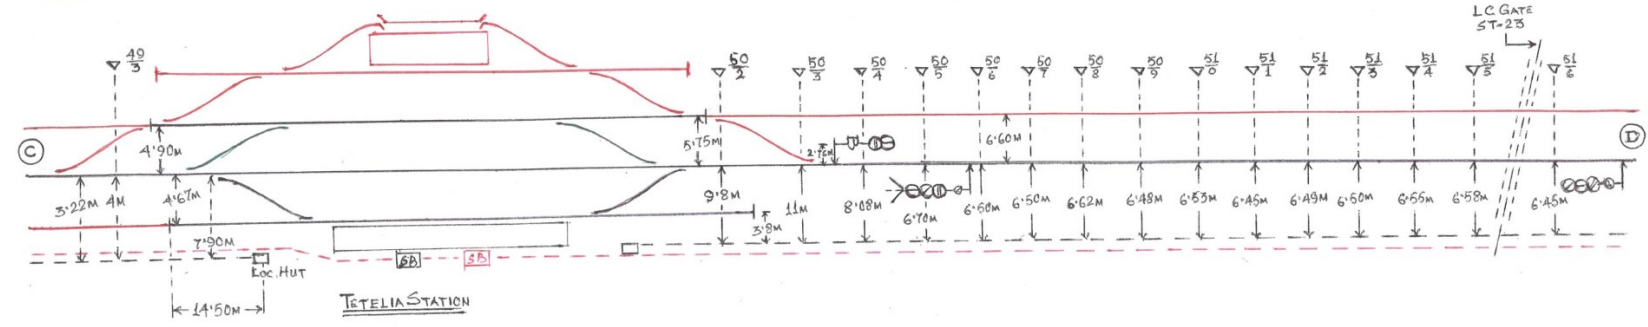 L.C. GATE
ST-23
49/3
50/2
50/3
50/4
50/5
50/6
50/7
50/8
50/9
51/0
51/1
51/2
51/3
51/4
51/5
51/6
C
4.90M
5.75M
2.75M
6.60M
D
3.22M
4M
4.67M
7.90M
9.8M
3.8M
11M
8.08M
6.70M
6.50M
6.50M
6.62M
6.48M
6.53M
6.45M
6.49M
6.50M
6.55M
6.58M
6.45M
LOC. HUT
SB
SB
14.50M
TETELIA STATION